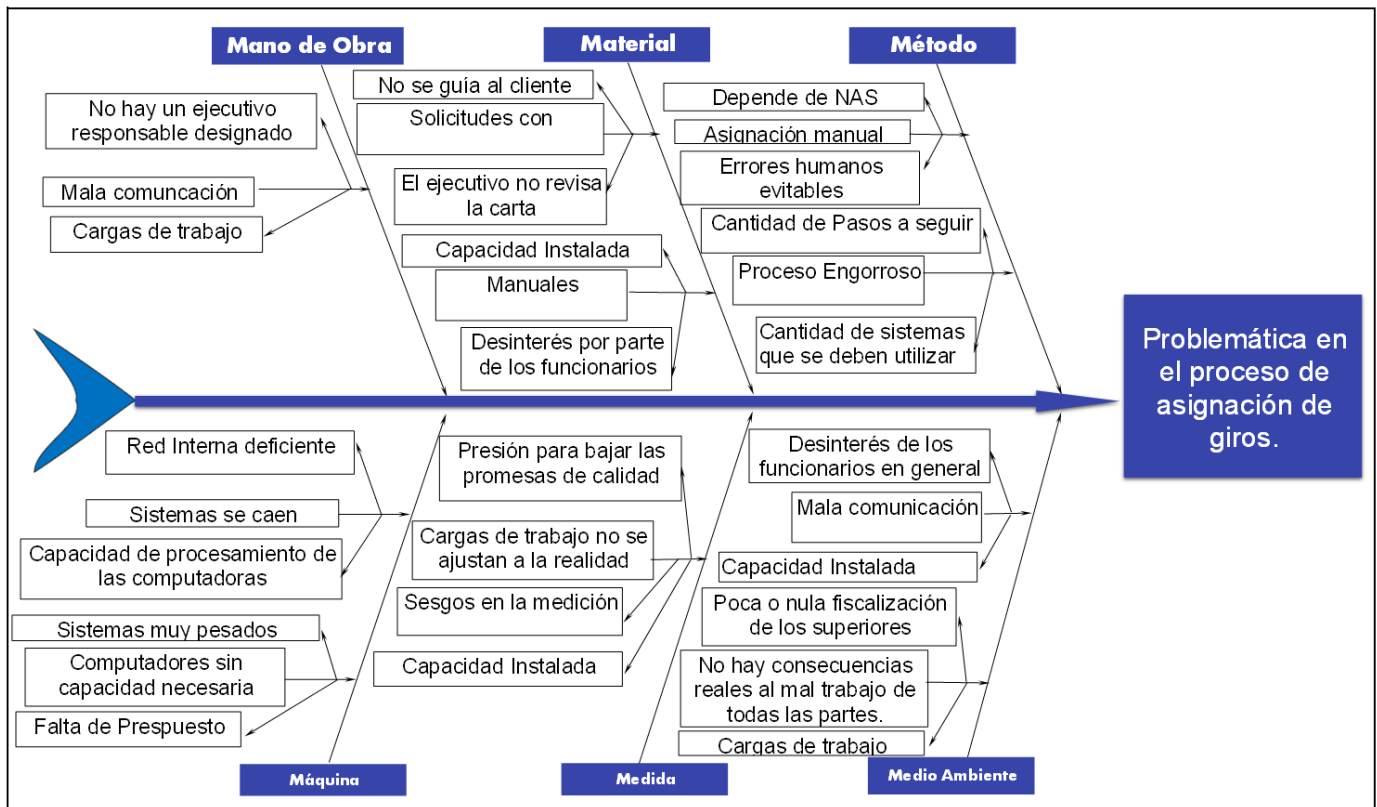 Mano de Obra
Material
Método
No hay un ejecutivo
responsable designado
Mala comuncación
Cargas de trabajo
No se guía al cliente
Solicitudes con
El ejecutivo no revisa
la carta
Capacidad Instalada
Manuales
Desinterés por parte
de los funcionarios
Depende de NAS
Asignación manual
Errores humanos
evitables
Cantidad de Pasos a seguir
Proceso Engorroso
Cantidad de sistemas
que se deben utilizar
Problemática en
el proceso de
asignación de
giros.
Red Interna deficiente
Sistemas se caen
Capacidad de procesamiento de
las computadoras
Sistemas muy pesados
Computadores sin
capacidad necesaria
Falta de Prespuesto
Presión para bajar las
promesas de calidad
Cargas de trabajo no se
ajustan a la realidad
Sesgos en la medición
Capacidad Instalada
Desinterés de los
funcionarios en general
Mala comunicación
Capacidad Instalada
Poca o nula fiscalización
de los superiores
No hay consecuencias
reales al mal trabajo de
todas las partes.
Cargas de trabajo
Máquina
Medida
Medio Ambiente